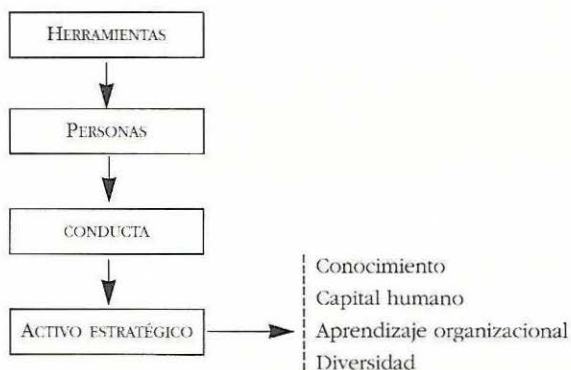 HERRAMIENTAS
PERSONAS
CONDUCTA
ACTIVO ESTRATÉGICO
Conocimiento
Capital humano
Aprendizaje organizacional
Diversidad